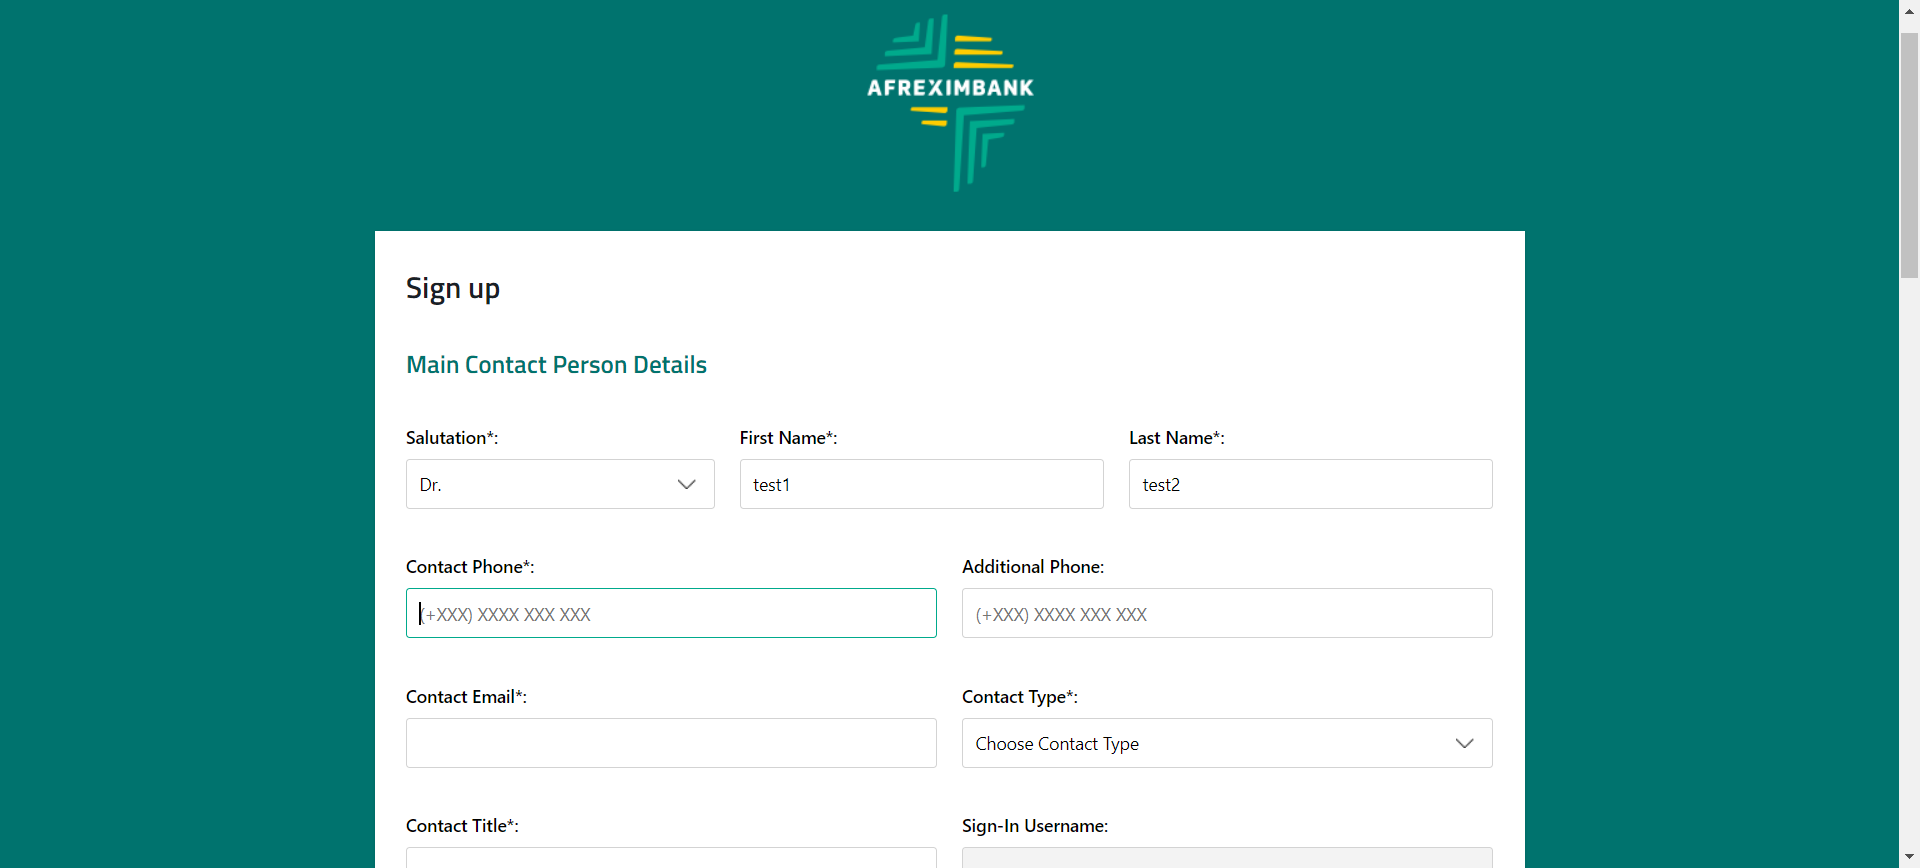 AFREXIMBANK
Sign up
Main Contact Person Details
Salutation*: First Name*: Last Name*:
Dr. test1 test2
Contact Phone*: Additional Phone:
(+XXX) XXXX XXX XXX (+XXX) XXXX XXX XXX
Contact Email*: Contact Type*:
Choose Contact Type
Contact Title*: Sign-In Username: